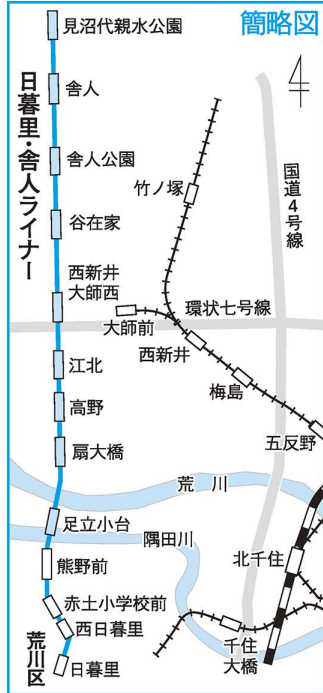 簡略図
見沼代親水公園
舎人
日暮里・舎人ライナー
舎人公園
竹ノ塚
国道4号線
谷在家
西新井
大師西
環状七号線
大師前
西新井
江北
梅島
高野
五反野
扇大橋
荒川
足立小台
隅田川
熊野前
北千住
赤土小学校前
西日暮里
千住
大橋
荒川区
日暮里